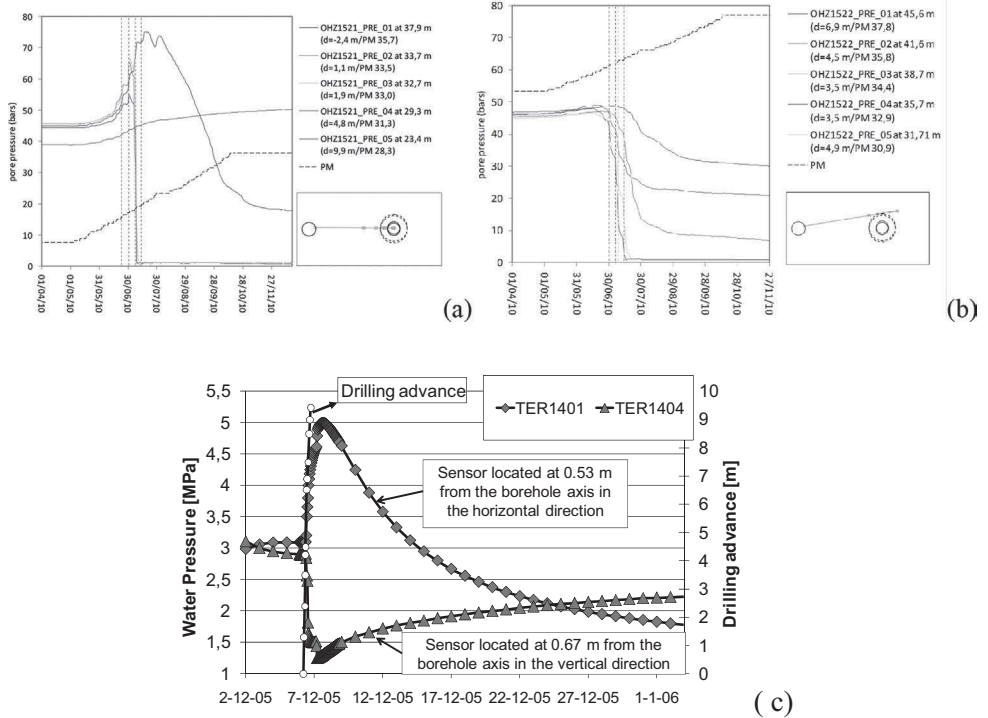 80
70
60
50
40
30
20
10
0
pore pressure (bars)
01/04/10
01/05/10
31/05/10
30/06/10
30/07/10
29/08/10
28/09/10
28/10/10
27/11/10
OHZ1521_PRE_01 at 37,9 m
(d=-2,4 m/PM 35,7)
OHZ1521_PRE_02 at 33,7 m
(d=1,1 m/PM 33,5)
OHZ1521_PRE_03 at 32,7 m
(d=1,9 m/PM 33,0)
OHZ1521_PRE_04 at 29,3 m
(d=4,8 m/PM 31,3)
OHZ1521_PRE_05 at 23,4 m
(d=9,9 m/PM 28,3)
PM
(a)
80
70
60
50
40
30
20
10
0
pore pressure (bars)
01/04/10
01/05/10
31/05/10
30/06/10
30/07/10
29/08/10
28/09/10
28/10/10
27/11/10
OHZ1522_PRE_01 at 45,6 m
(d=6,9 m/PM 37,8)
OHZ1522_PRE_02 at 41,6 m
(d=4,5 m/PM 35,8)
OHZ1522_PRE_03 at 38,7 m
(d=3,5 m/PM 34,4)
OHZ1522_PRE_04 at 35,7 m
(d=3,5 m/PM 32,9)
OHZ1522_PRE_05 at 31,71 m
(d=4,9 m/PM 30,9)
PM
(b)
Water Pressure [MPa]
5,5
5
4,5
4
3,5
3
2,5
2
1,5
1
Drilling advance
TER1401 TER1404
Sensor located at 0.53 m
from the borehole axis in
the horizontal direction
Sensor located at 0.67 m from the
borehole axis in the vertical direction
10
9
8
7
6
5
4
3
2
1
0
Drilling advance [m]
2-12-05 7-12-05 12-12-05 17-12-05 22-12-05 27-12-05 1-1-06
( c)